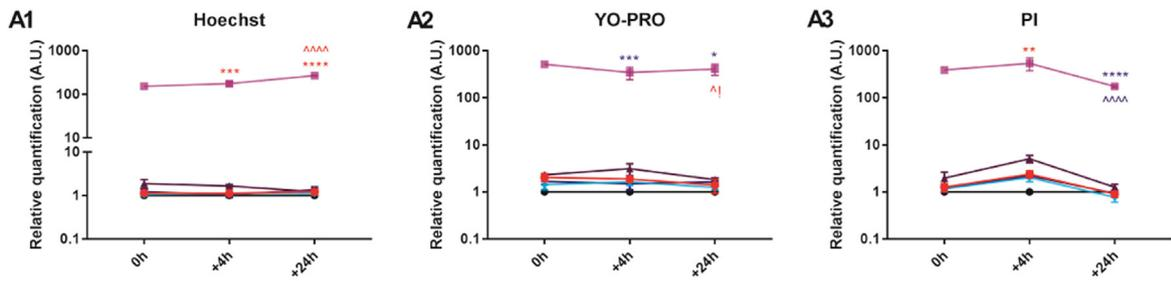 A1
Hoechst
Relative quantification (A.U.)
1000
100
10
10
1
0.1
^^^^
***
****
0h
+4h
+24h
A2
YO-PRO
Relative quantification (A.U.)
1000
100
10
1
0.1
***
*
^!
0h
+4h
+24h
A3
PI
Relative quantification (A.U.)
1000
100
10
1
0.1
**
****
^^^^
0h
+4h
+24h